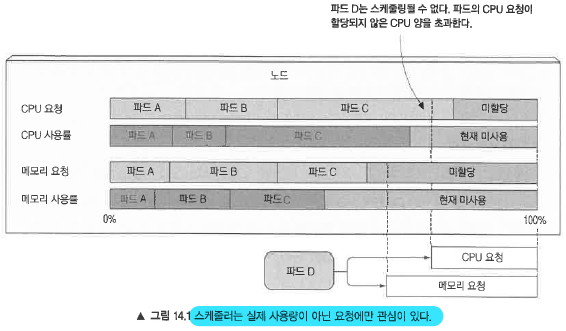 파드 D는 스케줄링될 수 없다. 파드의 CPU 요청이
할당되지 않은 CPU 양을 초과한다.
노드
CPU 요청 파드 A 파드 B 파드 C 미할당
CPU 사용률 파드 A 파드 B 파드 C 현재 미사용
메모리 요청 파드 A 파드 B 파드 C 미할당
메모리 사용률 파드 A 파드 B 파드 C 현재 미사용
0% 100%
CPU 요청
파드 D
메모리 요청
▲ 그림 14.1 스케줄러는 실제 사용량이 아닌 요청에만 관심이 있다.